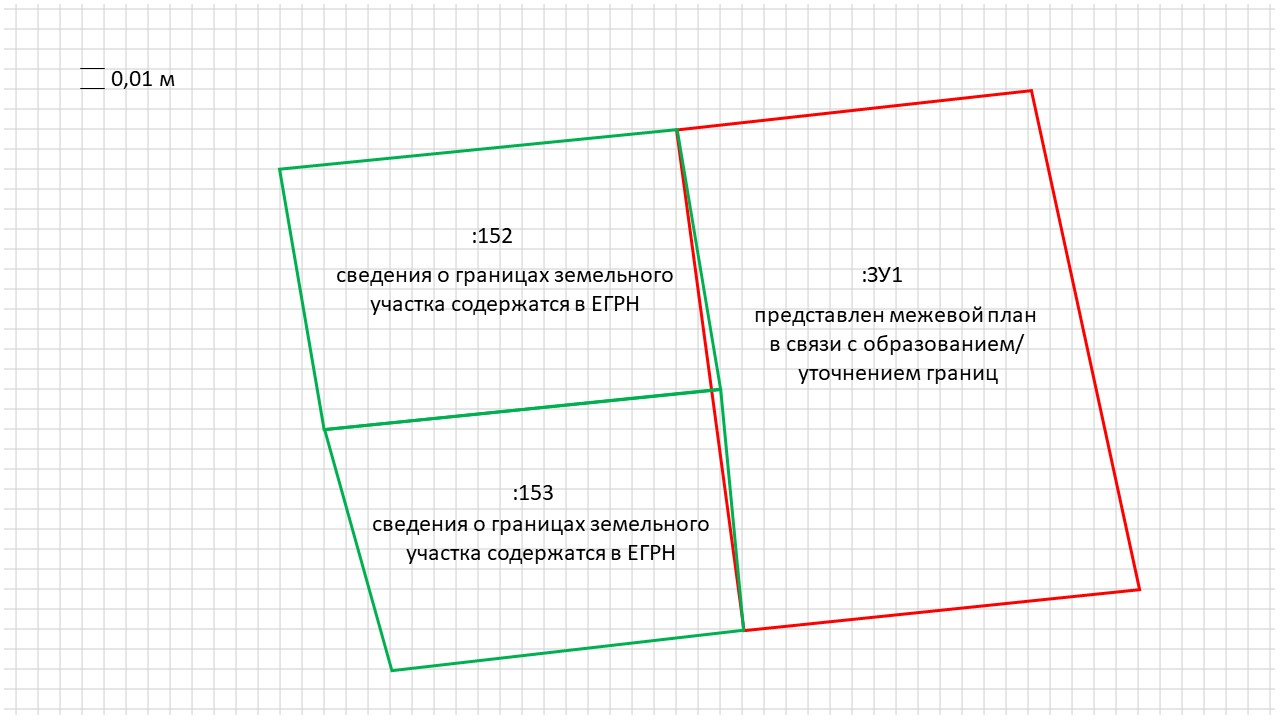 0,01 м
:152
сведения о границах земельного
участка содержатся в ЕГРН
:ЗУ1
представлен межевой план
в связи с образованием/
уточнением границ
:153
сведения о границах земельного
участка содержатся в ЕГРН